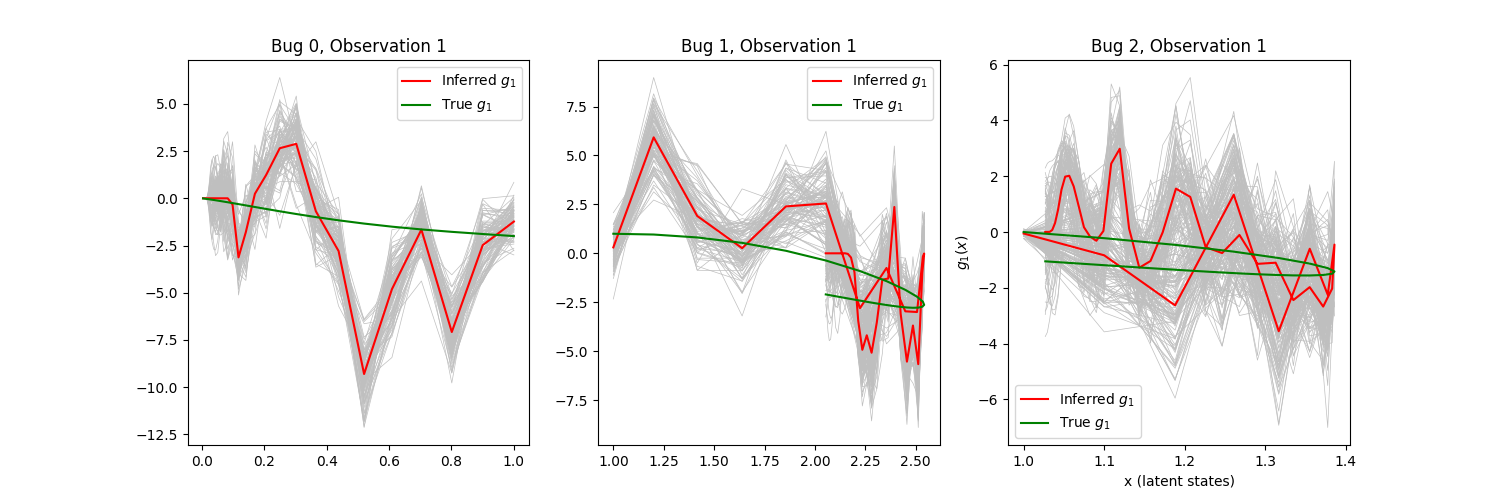 Bug 0, Observation 1
Inferred g₁
True g₁
5.0
2.5
0.0
−2.5
−5.0
−7.5
−10.0
−12.5
0.0 0.2 0.4 0.6 0.8 1.0
Bug 1, Observation 1
Inferred g₁
True g₁
7.5
5.0
2.5
0.0
−2.5
−5.0
−7.5
1.00 1.25 1.50 1.75 2.00 2.25 2.50
Bug 2, Observation 1
g₁(x)
6
4
2
0
−2
−4
−6
Inferred g₁
True g₁
1.0 1.1 1.2 1.3 1.4
x (latent states)